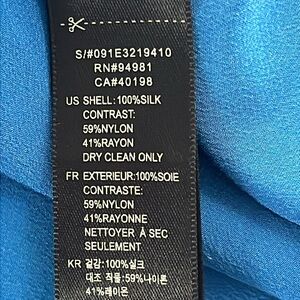 S/#091E3219410
RN#94981
CA#40198
US SHELL:100%SILK
CONTRAST:
59%NYLON
41%RAYON
DRY CLEAN ONLY
FR EXTERIEUR:100%SOIE
CONTRASTE:
59%NYLON
41%RAYONNE
NETTOYER À SEC
SEULEMENT
KR 겉감:100%실크
대조 직물:59%나이론
41%레이온